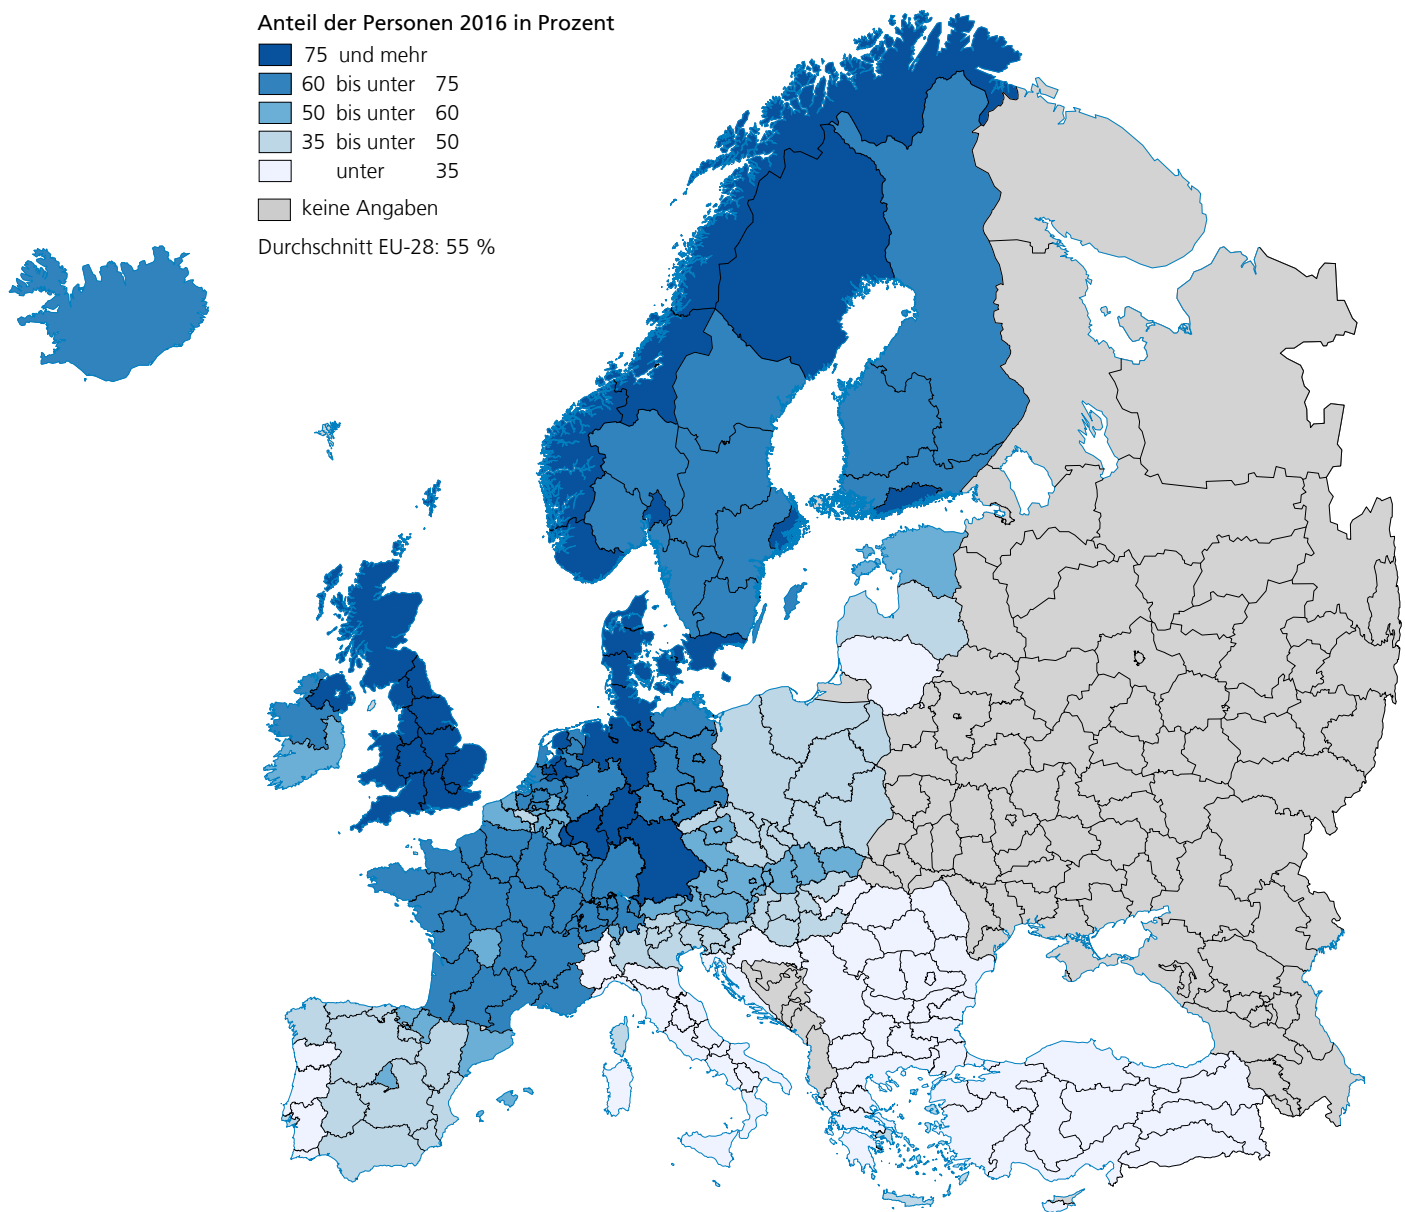 Anteil der Personen 2016 in Prozent
75 und mehr
60 bis unter 75
50 bis unter 60
35 bis unter 50
unter 35
keine Angaben
Durchschnitt EU-28: 55 %